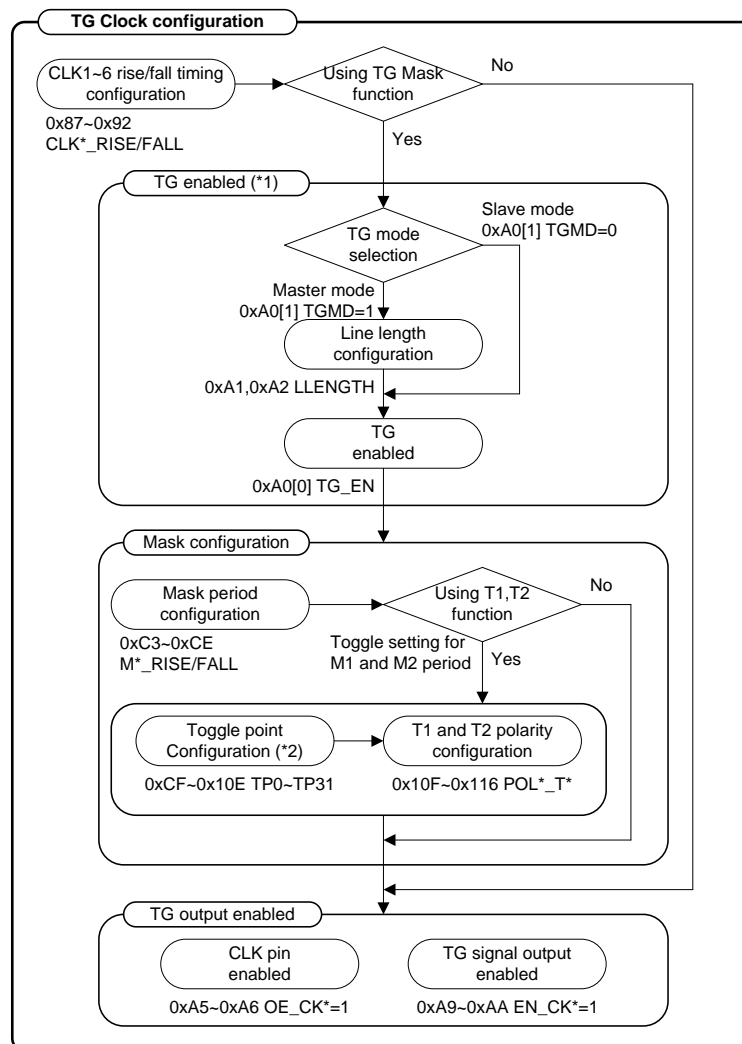 TG Clock configuration
CLK1~6 rise/fall timing
configuration
0x87~0x92
CLK*_RISE/FALL
Using TG Mask
function
No
Yes
TG enabled (*1)
TG mode
selection
Slave mode
0xA0[1] TGMD=0
Master mode
0xA0[1] TGMD=1
Line length
configuration
0xA1,0xA2 LLENGTH
TG
enabled
0xA0[0] TG_EN
Mask configuration
Mask period
configuration
0xC3~0xCE
M*_RISE/FALL
Using T1,T2
function
No
Toggle setting for
M1 and M2 period
Yes
Toggle point
Configuration (*2)
0xCF~0x10E TP0~TP31
T1 and T2 polarity
configuration
0x10F~0x116 POL*_T*
TG output enabled
CLK pin
enabled
0xA5~0xA6 OE_CK*=1
TG signal output
enabled
0xA9~0xAA EN_CK*=1